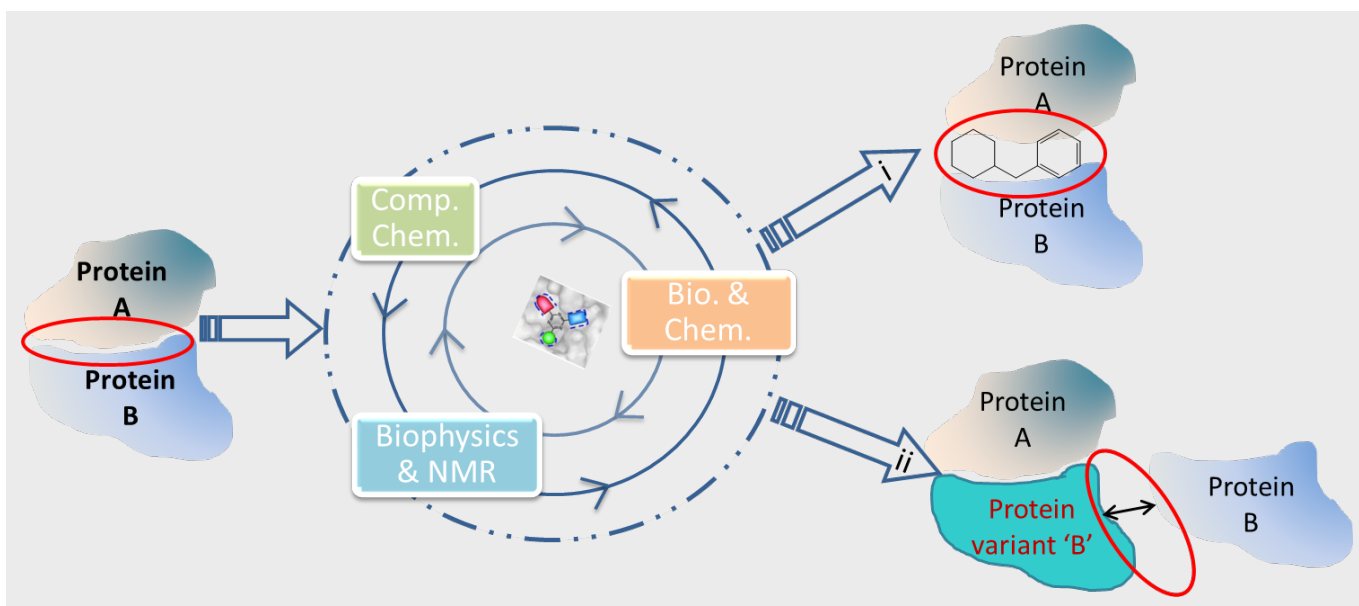 Protein
A
Protein
B
Comp.
Chem.
Bio. &
Chem.
Biophysics
& NMR
i
Protein
A
Protein
B
ii
Protein
A
Protein
variant ‘B’
Protein
B